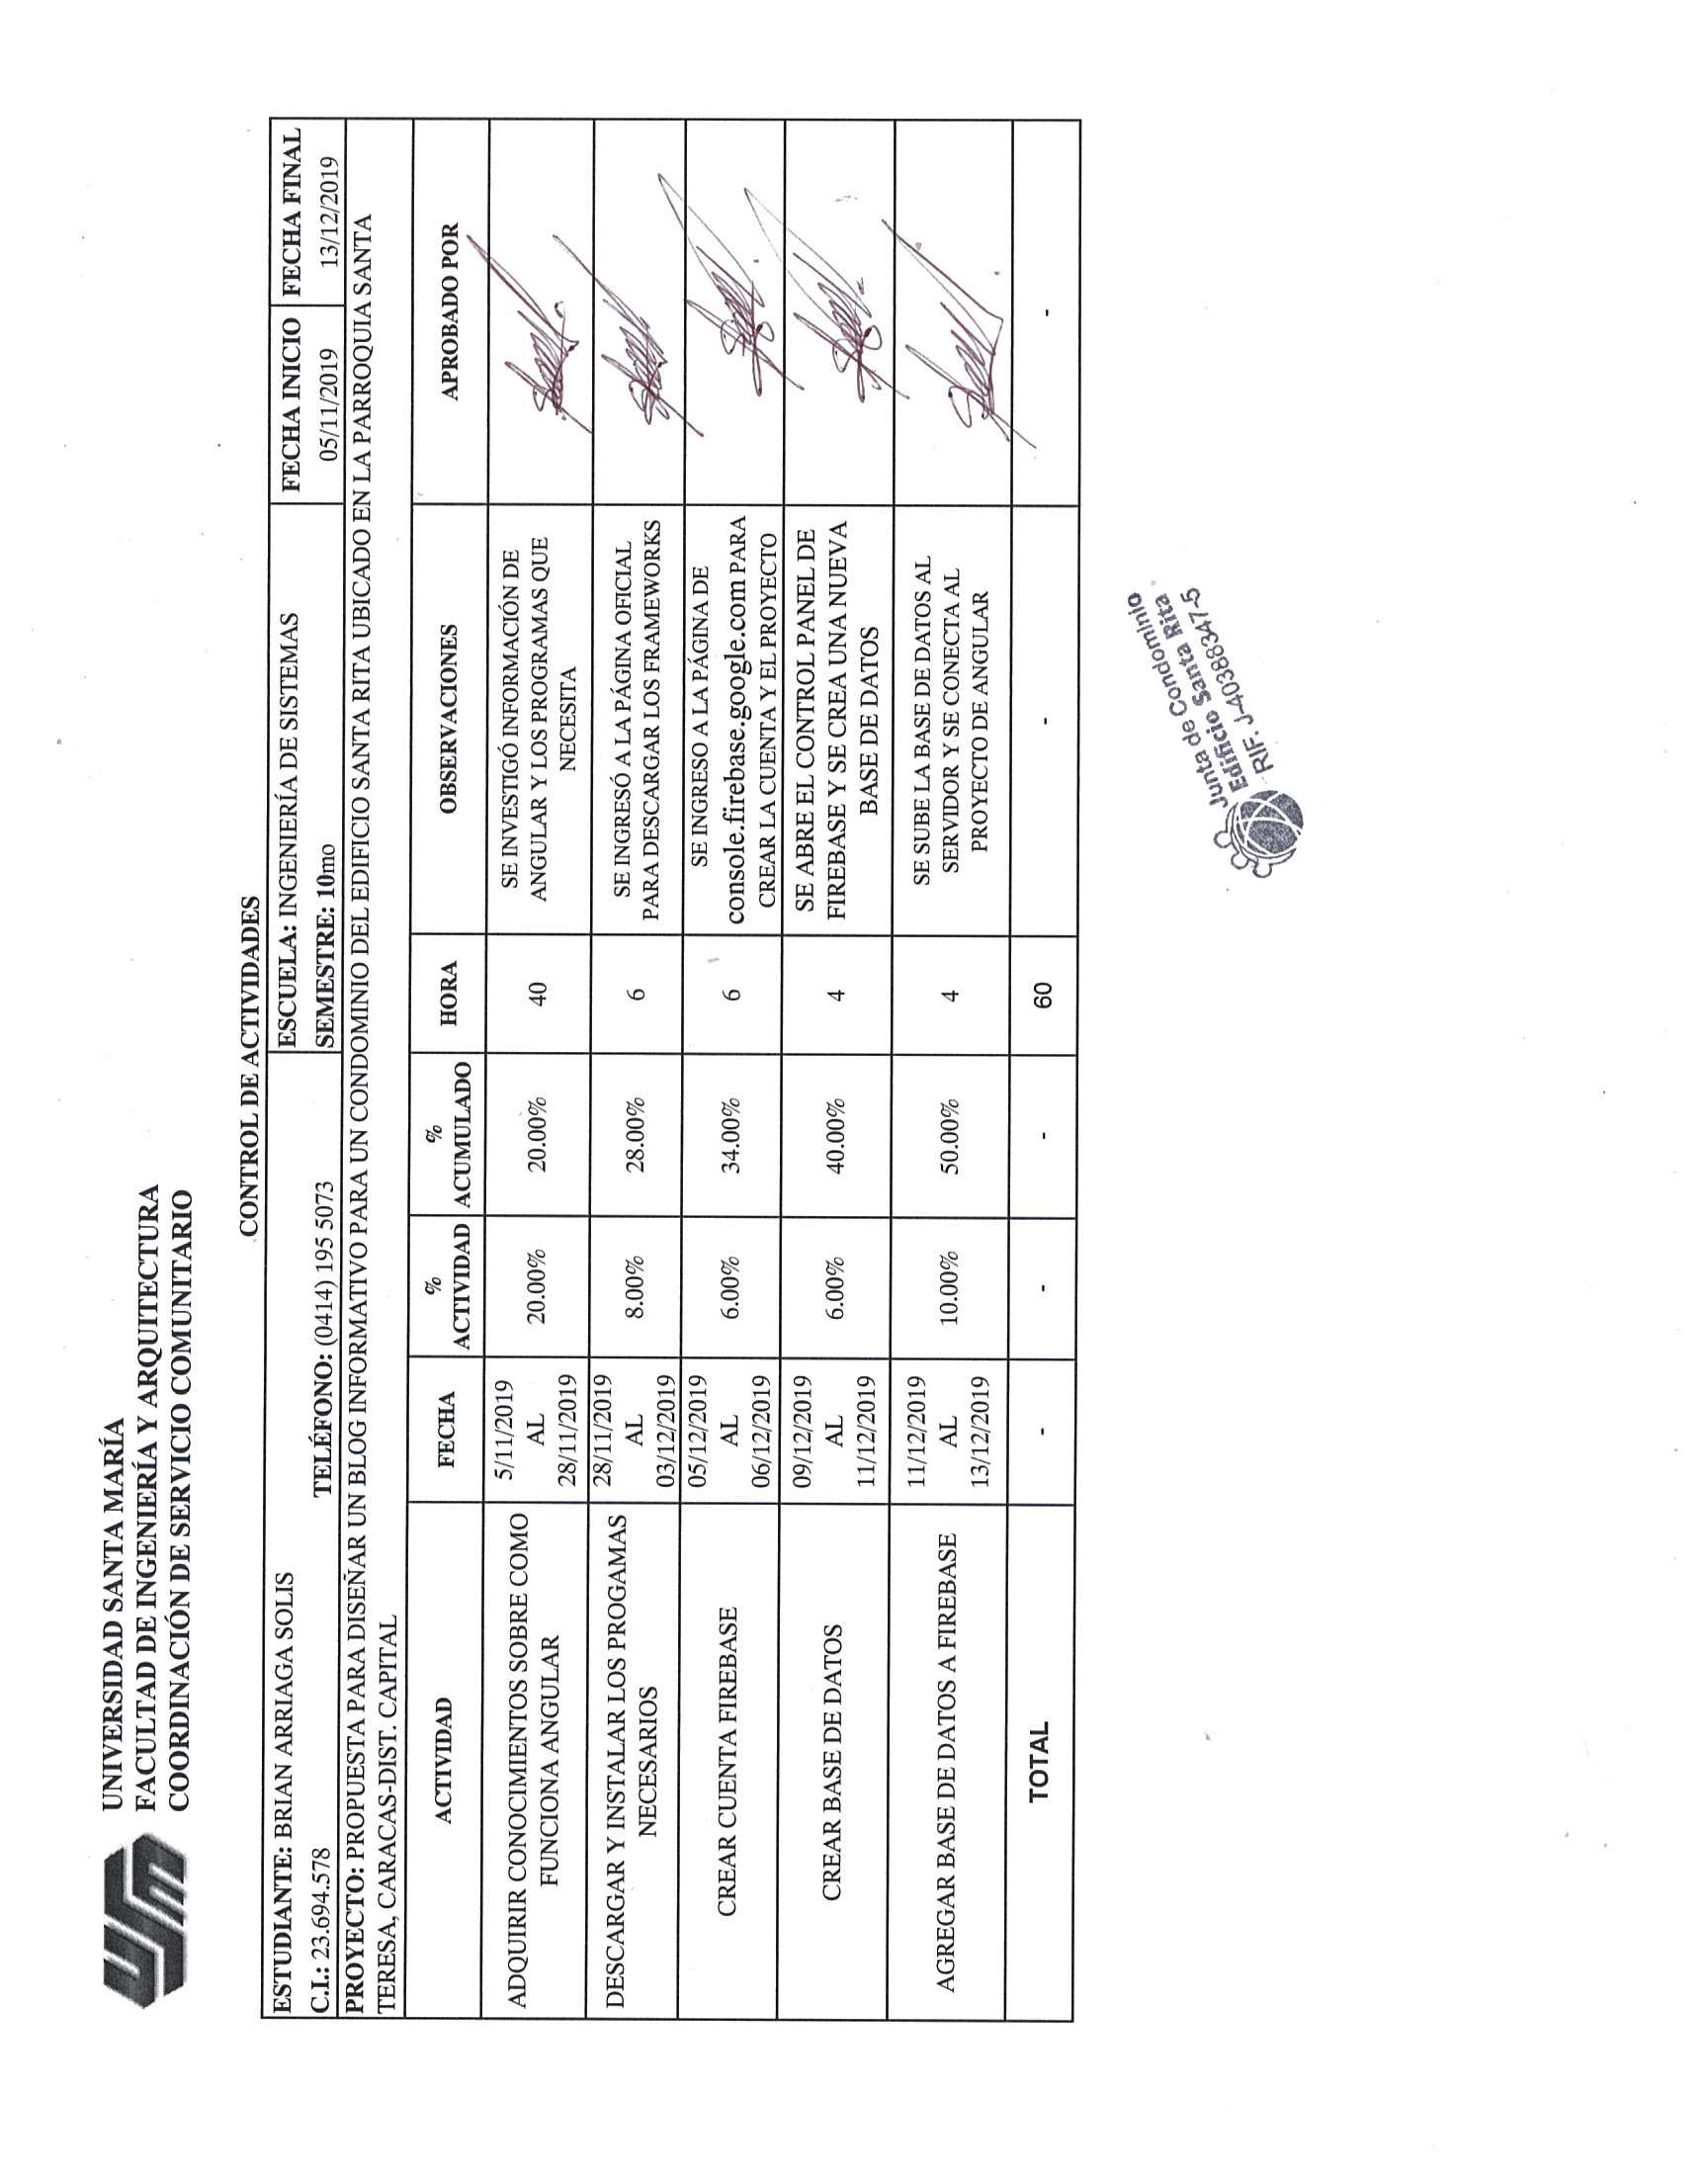 USM
UNIVERSIDAD SANTA MARÍA
FACULTAD DE INGENIERÍA Y ARQUITECTURA
COORDINACIÓN DE SERVICIO COMUNITARIO
CONTROL DE ACTIVIDADES
ESTUDIANTE: BRIAN ARRIAGA SOLIS
C.I.: 23.694.578 TELÉFONO: (0414) 195 5073
ESCUELA: INGENIERÍA DE SISTEMAS
SEMESTRE: 10mo
FECHA INICIO
05/11/2019
FECHA FINAL
13/12/2019
PROYECTO: PROPUESTA PARA DISEÑAR UN BLOG INFORMATIVO PARA UN CONDOMINIO DEL EDIFICIO SANTA RITA UBICADO EN LA PARROQUIA SANTA
TERESA, CARACAS-DIST. CAPITAL
ACTIVIDAD
FECHA
%
ACTIVIDAD
%
ACUMULADO
HORA
OBSERVACIONES
APROBADO POR
ADQUIRIR CONOCIMIENTOS SOBRE COMO
FUNCIONA ANGULAR
5/11/2019
AL
28/11/2019
20.00%
20.00%
40
SE INVESTIGÓ INFORMACIÓN DE
ANGULAR Y LOS PROGRAMAS QUE
NECESITA
DESCARGAR Y INSTALAR LOS PROGAMAS
NECESARIOS
28/11/2019
AL
03/12/2019
8.00%
28.00%
6
SE INGRESÓ A LA PÁGINA OFICIAL
PARA DESCARGAR LOS FRAMEWORKS
CREAR CUENTA FIREBASE
05/12/2019
AL
06/12/2019
6.00%
34.00%
6
SE INGRESO A LA PÁGINA DE
console.firebase.google.com PARA
CREAR LA CUENTA Y EL PROYECTO
CREAR BASE DE DATOS
09/12/2019
AL
11/12/2019
6.00%
40.00%
4
SE ABRE EL CONTROL PANEL DE
FIREBASE Y SE CREA UNA NUEVA
BASE DE DATOS
AGREGAR BASE DE DATOS A FIREBASE
11/12/2019
AL
13/12/2019
10.00%
50.00%
4
SE SUBE LA BASE DE DATOS AL
SERVIDOR Y SE CONECTA AL
PROYECTO DE ANGULAR
TOTAL
-
-
-
60
-
-
Junta de Condominio
Edificio Santa Rita
RIF: J-40388347-5